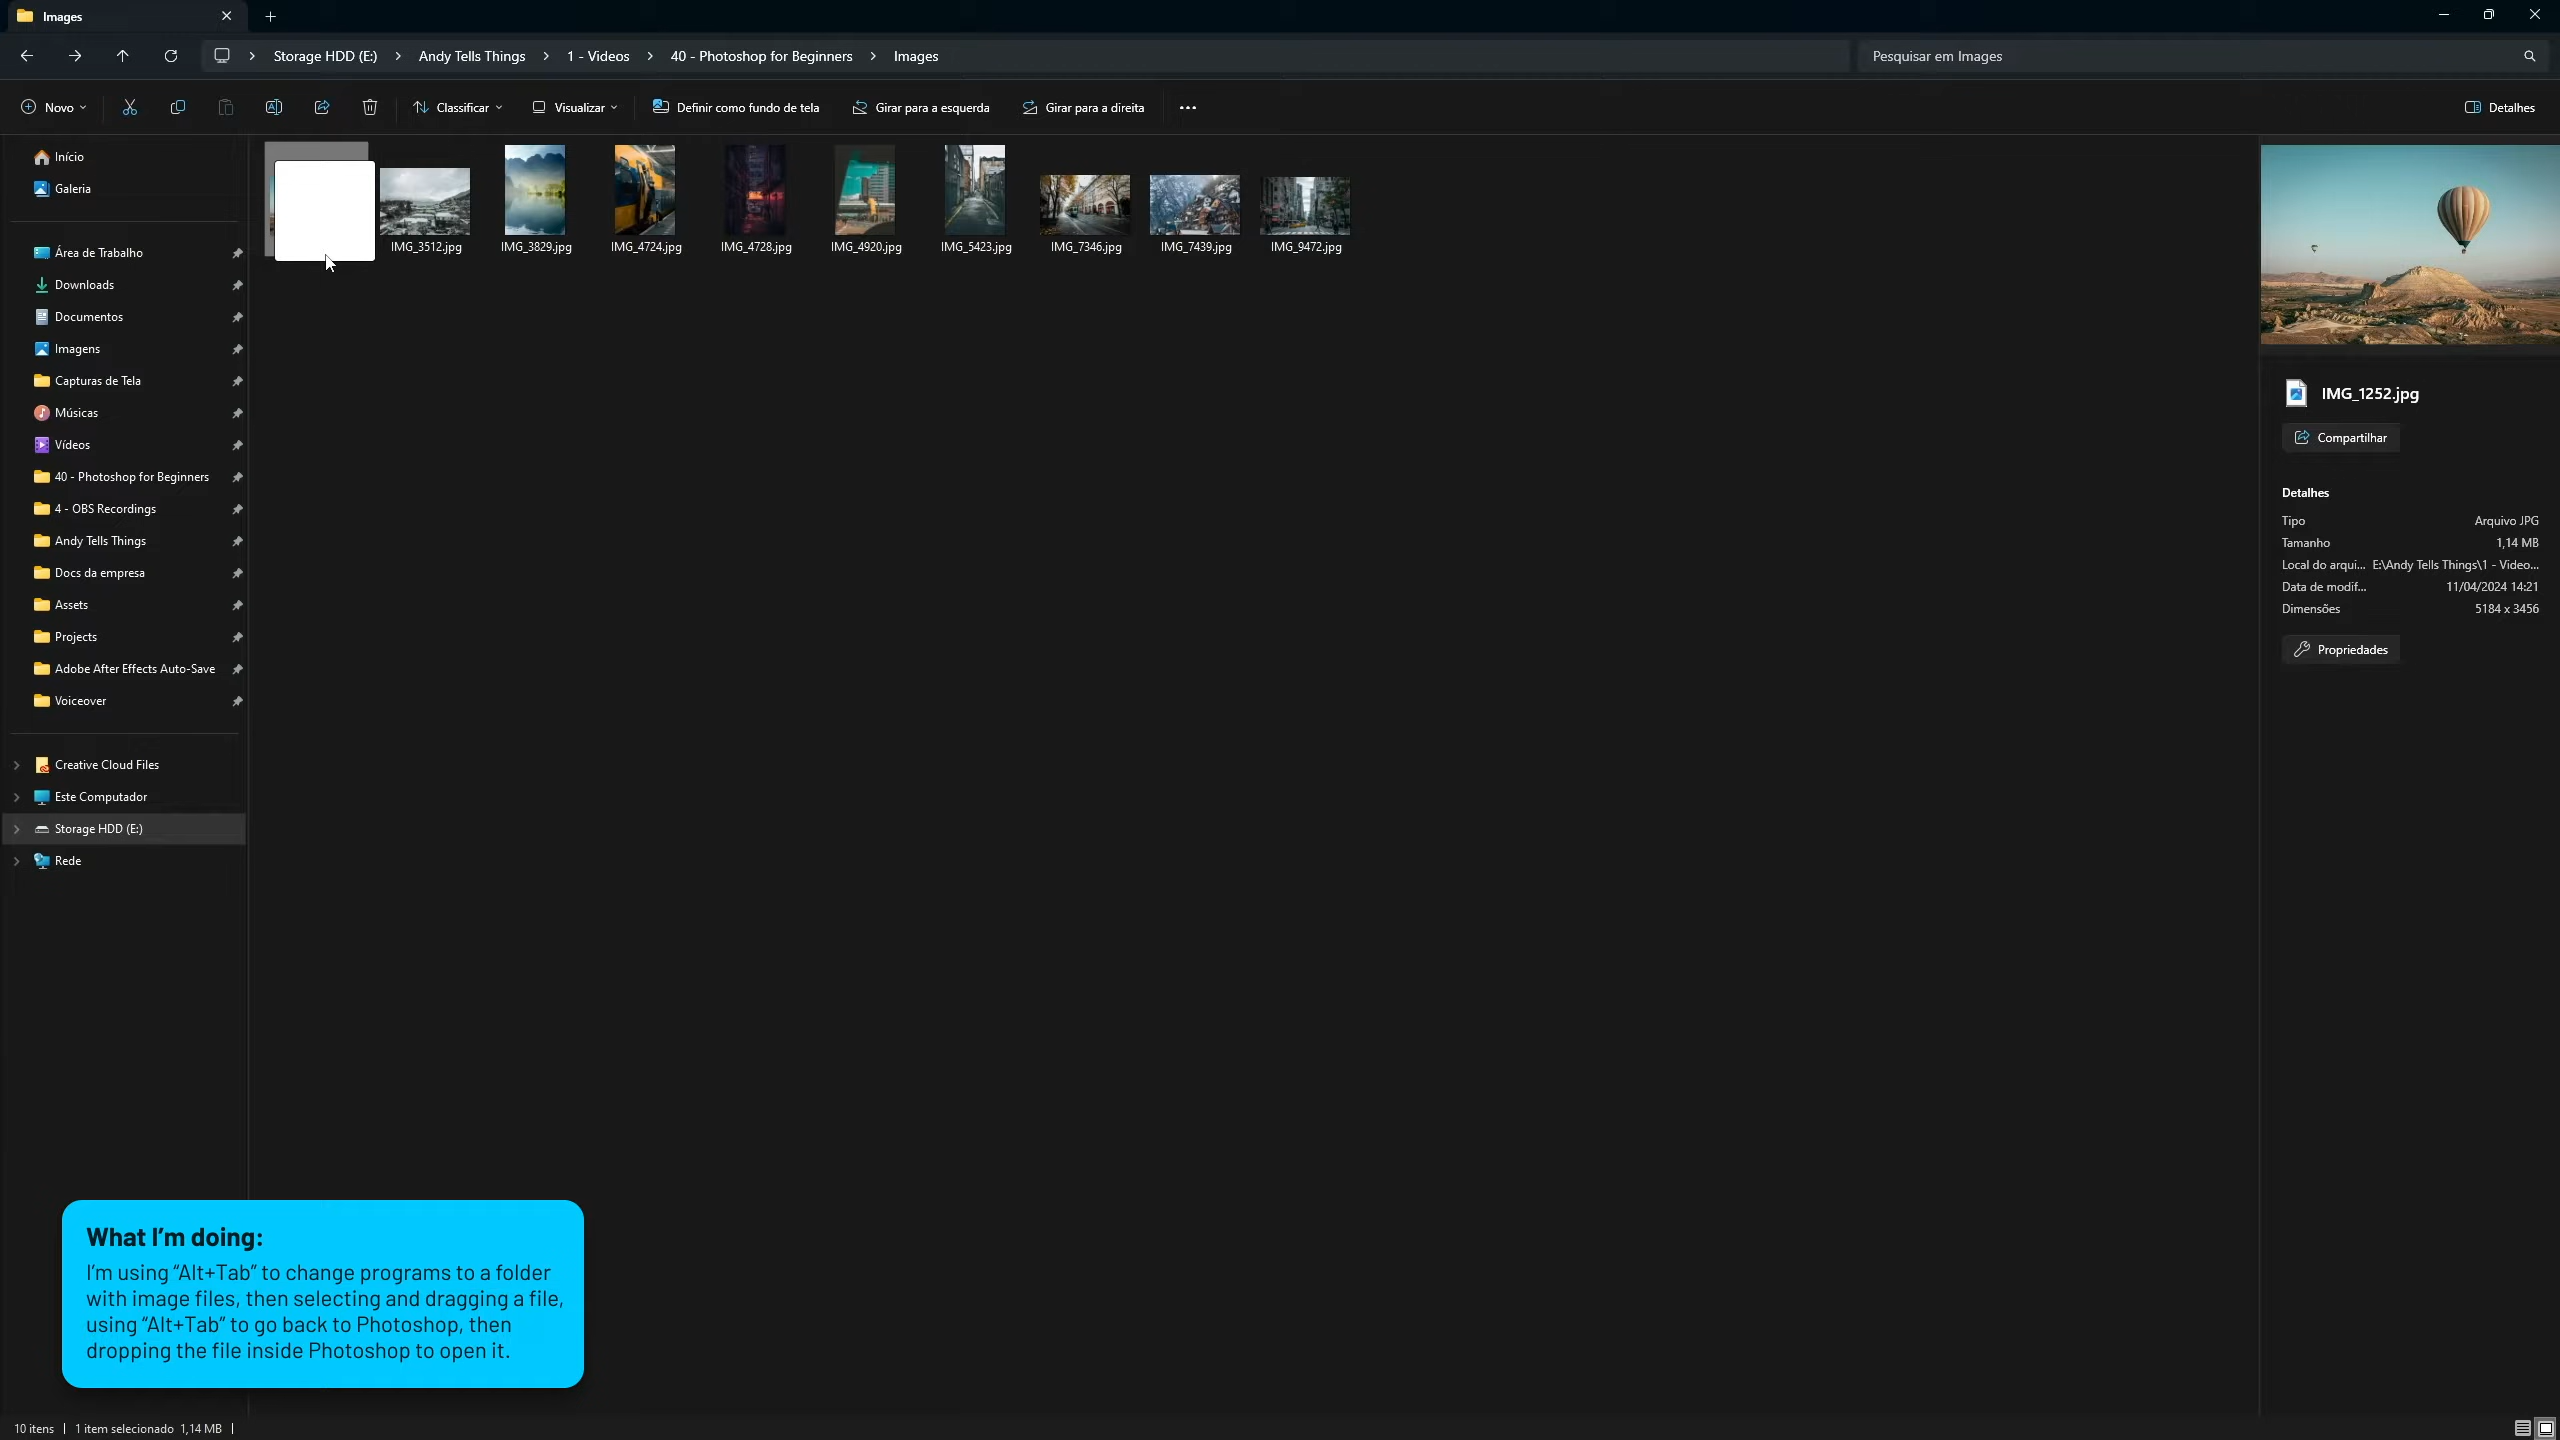 Images
Storage HDD (E:) > Andy Tells Things > 1 - Videos > 40 - Photoshop for Beginners > Images
Pesquisar em Images
Novo
Classificar
Visualizar
Definir como fundo de tela
Girar para a esquerda
Girar para a direita
Detalhes
Início
Galeria
Área de Trabalho
Downloads
Documentos
Imagens
Capturas de Tela
Músicas
Vídeos
40 - Photoshop for Beginners
4 - OBS Recordings
Andy Tells Things
Docs da empresa
Assets
Projects
Adobe After Effects Auto-Save
Voiceover
Creative Cloud Files
Este Computador
Storage HDD (E:)
Rede
IMG_3512.jpg
IMG_3829.jpg
IMG_4724.jpg
IMG_4728.jpg
IMG_4920.jpg
IMG_5423.jpg
IMG_7346.jpg
IMG_7439.jpg
IMG_9472.jpg
IMG_1252.jpg
Compartilhar
Detalhes
Tipo Arquivo JPG
Tamanho 1,14 MB
Local do arqui... E:\Andy Tells Things\1 - Video...
Data de modif... 11/04/2024 14:21
Dimensões 5184 x 3456
Propriedades
What I'm doing:
I'm using “Alt+Tab” to change programs to a folder
with image files, then selecting and dragging a file,
using “Alt+Tab” to go back to Photoshop, then
dropping the file inside Photoshop to open it.
10 itens | 1 item selecionado 1,14 MB |